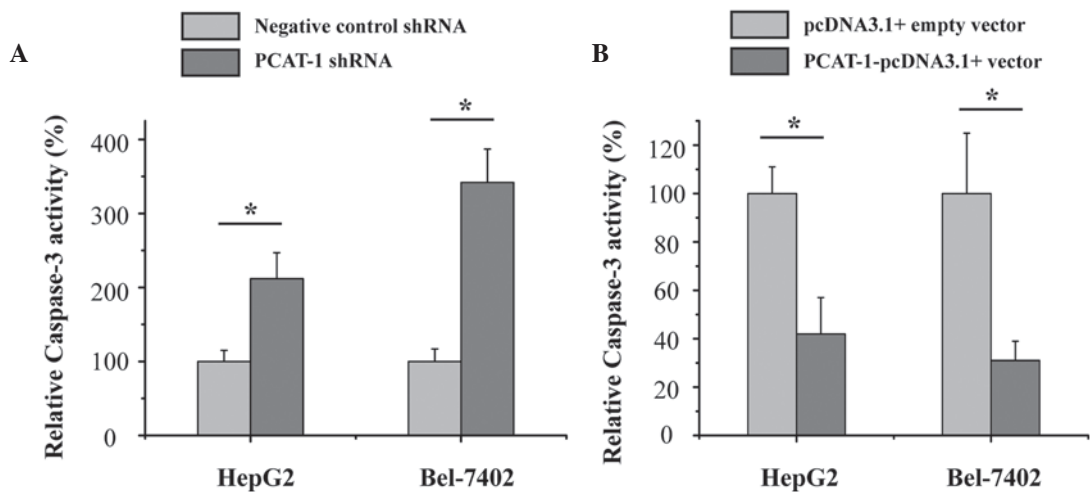 A
Negative control shRNA
PCAT-1 shRNA
Relative Caspase-3 activity (%)
400
300
200
100
0
*
*
HepG2
Bel-7402
B
pcDNA3.1+ empty vector
PCAT-1-pcDNA3.1+ vector
Relative Caspase-3 activity (%)
120
100
80
60
40
20
0
*
*
HepG2
Bel-7402